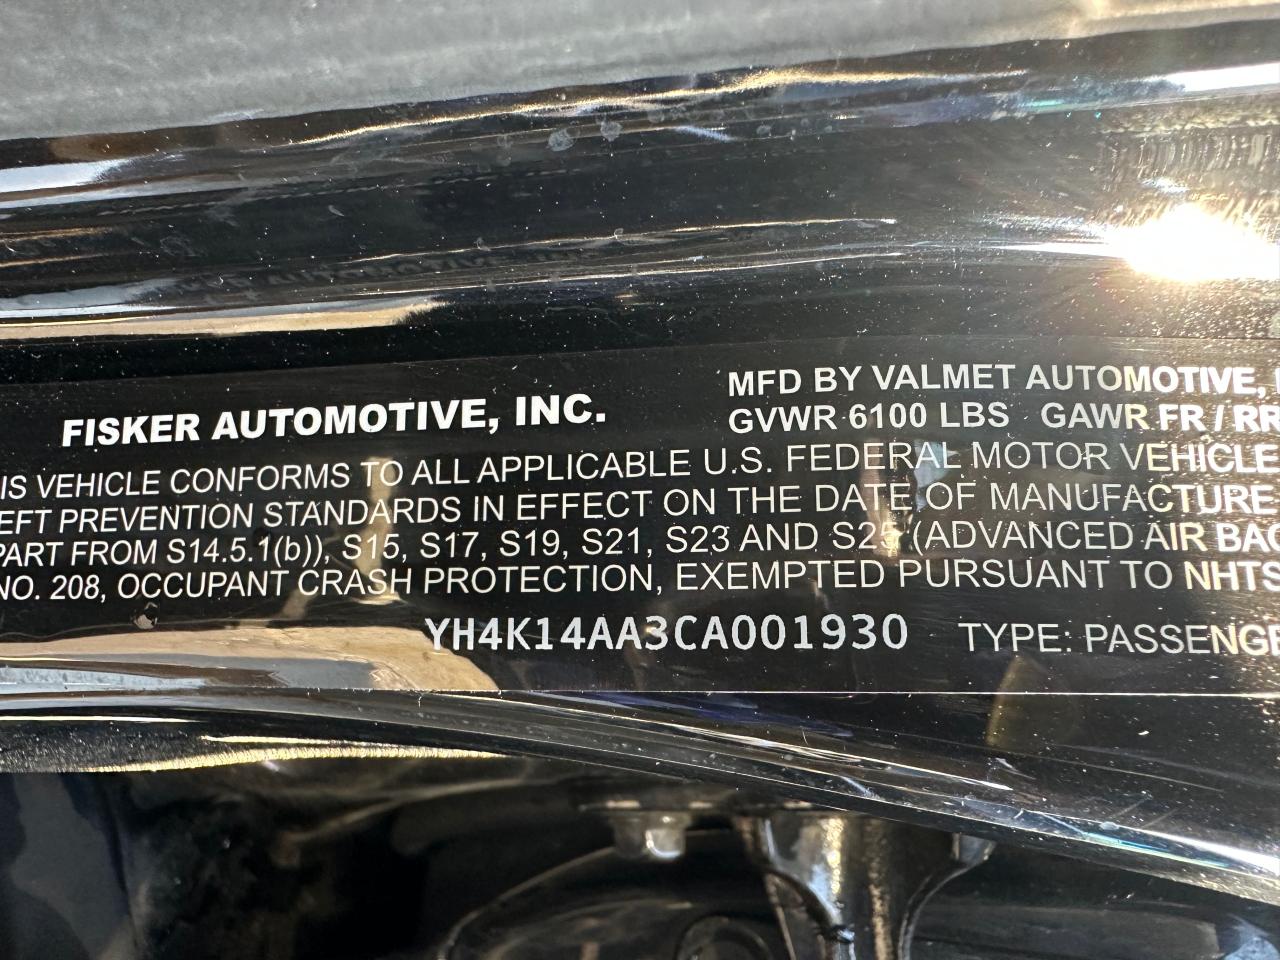 FISKER AUTOMOTIVE, INC.
MFD BY VALMET AUTOMOTIVE,
GVWR 6100 LBS GAWR FR / RR
IS VEHICLE CONFORMS TO ALL APPLICABLE U.S. FEDERAL MOTOR VEHICLE
EFT PREVENTION STANDARDS IN EFFECT ON THE DATE OF MANUFACTURE
PART FROM S14.5.1(b)), S15, S17, S19, S21, S23 AND S25 (ADVANCED AIR BAG
NO. 208, OCCUPANT CRASH PROTECTION, EXEMPTED PURSUANT TO NHTS
YH4K14AA3CA001930 TYPE: PASSENGE